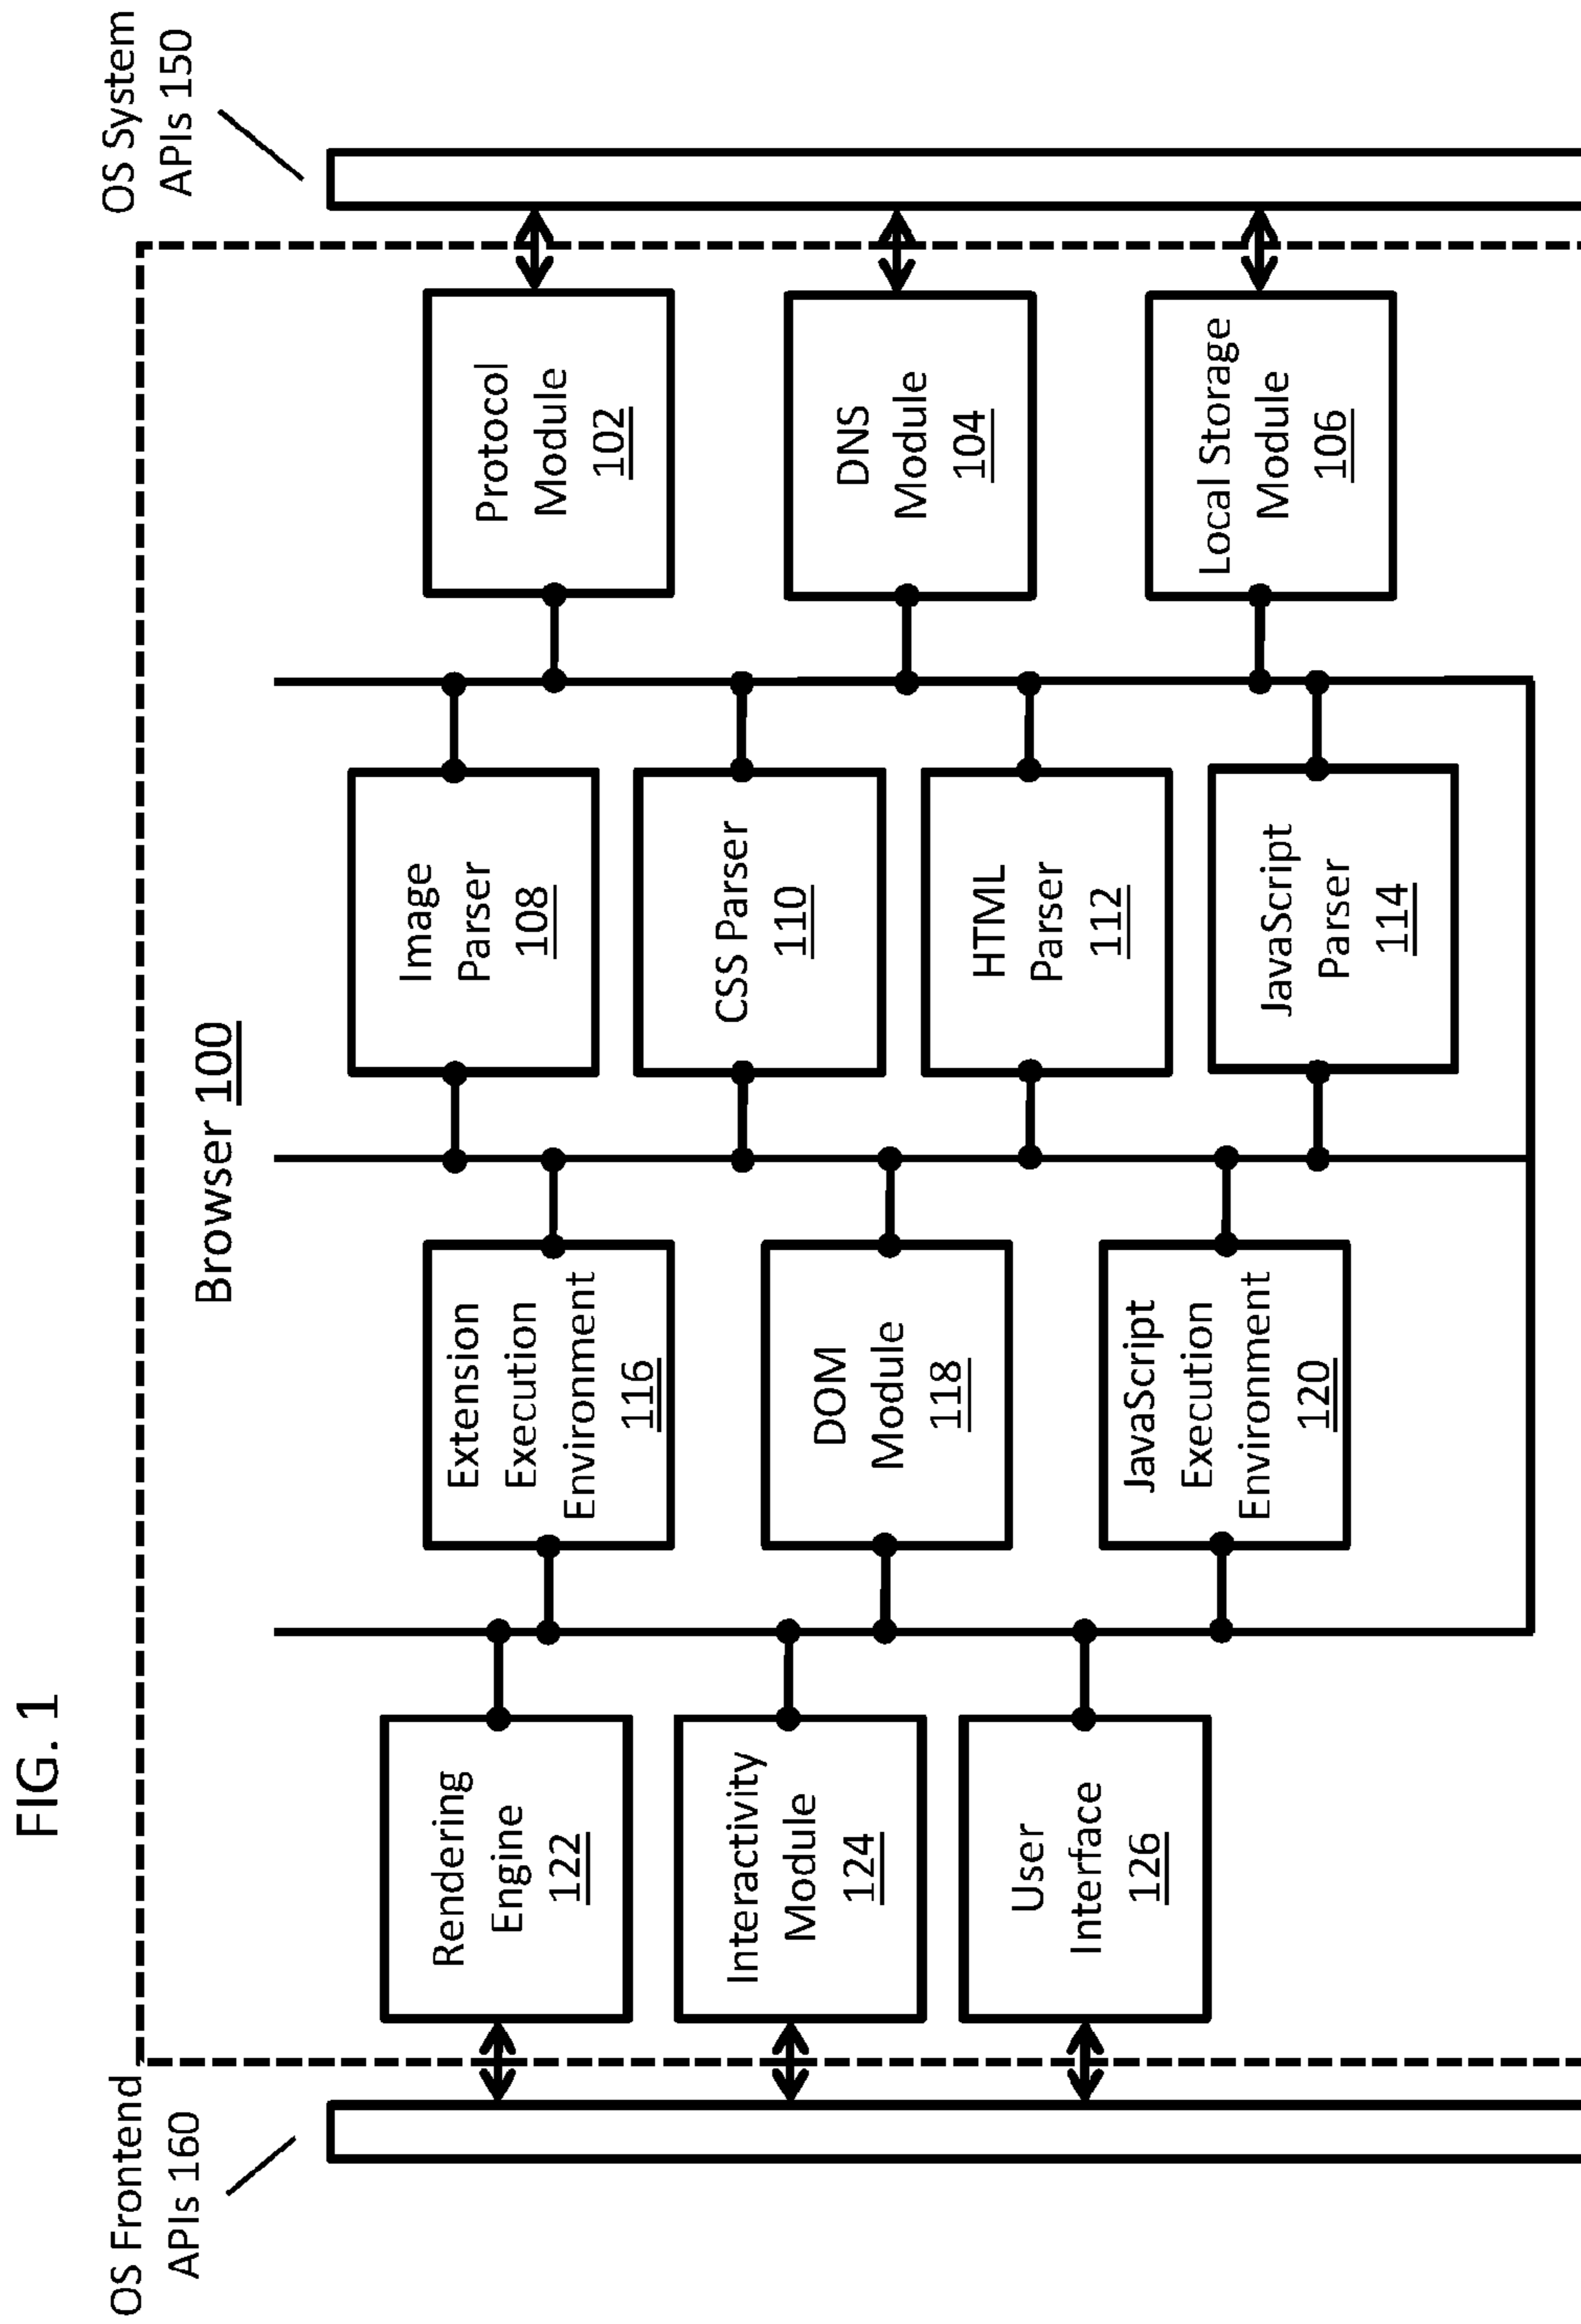 FIG. 1
Browser 100
OS Frontend
APIs 160
OS System
APIs 150
Rendering
Engine
122
Interactivity
Module
124
User
Interface
126
Extension
Execution
Environment
116
DOM
Module
118
JavaScript
Execution
Environment
120
Image
Parser
108
CSS Parser
110
HTML
Parser
112
JavaScript
Parser
114
Protocol
Module
102
DNS
Module
104
Local Storage
Module
106